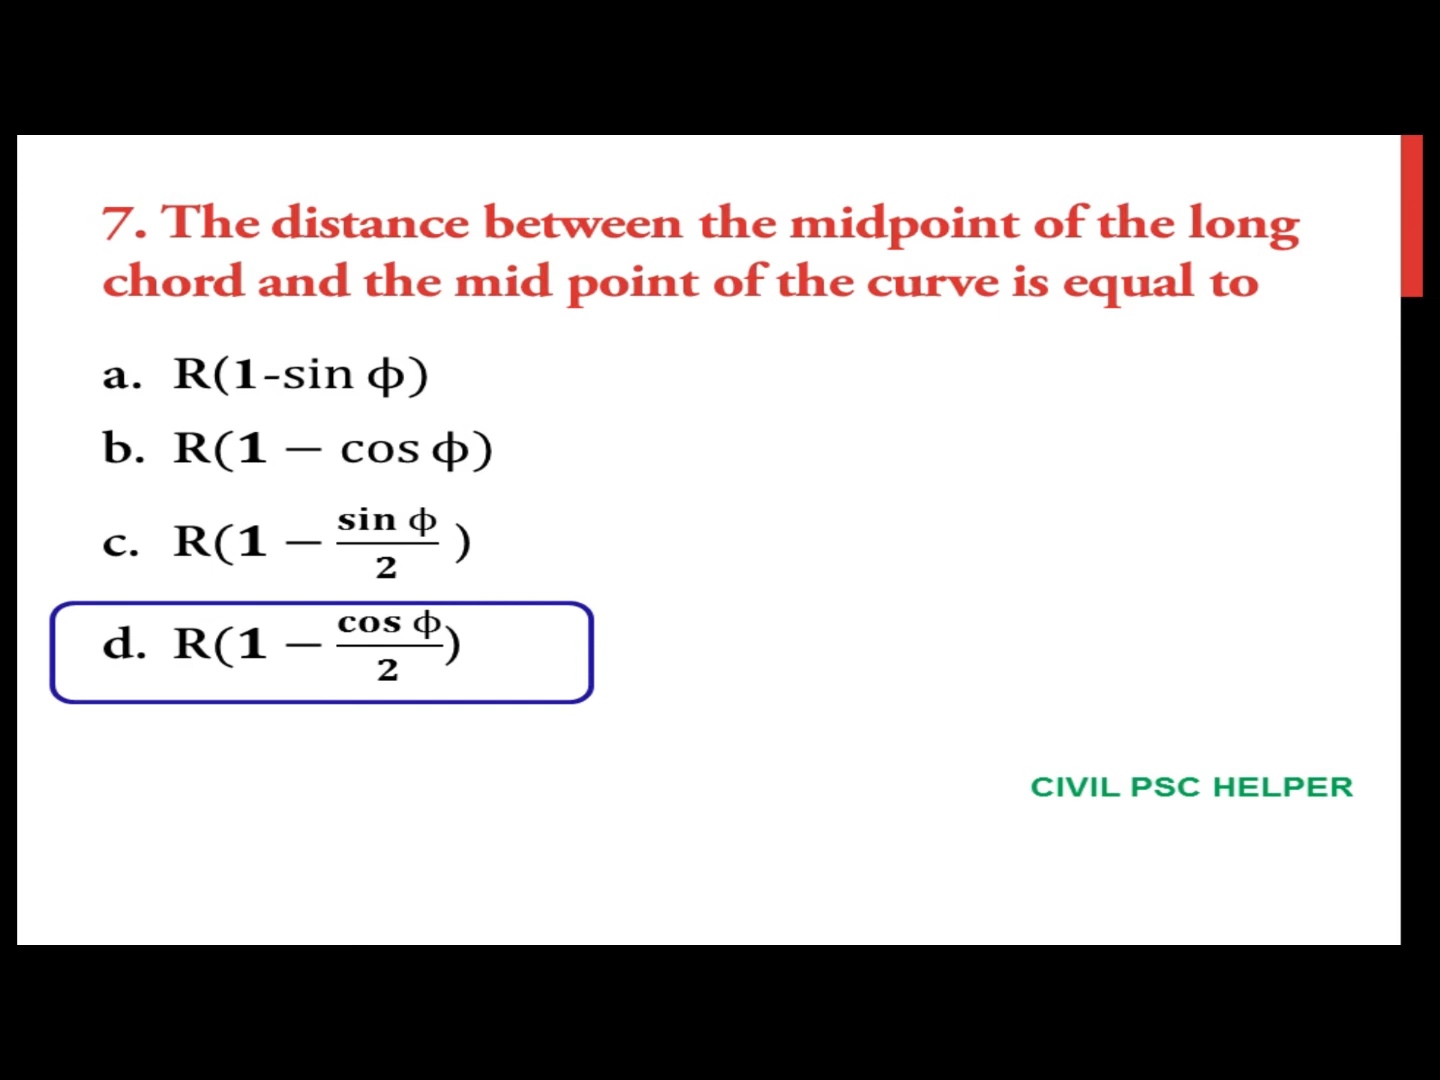 7. The distance between the midpoint of the long
chord and the mid point of the curve is equal to
a. R(1-sin ϕ)
b. R(1 − cos ϕ)
c. R(1 − sin ϕ/2 )
d. R(1 − cos ϕ/2)
CIVIL PSC HELPER